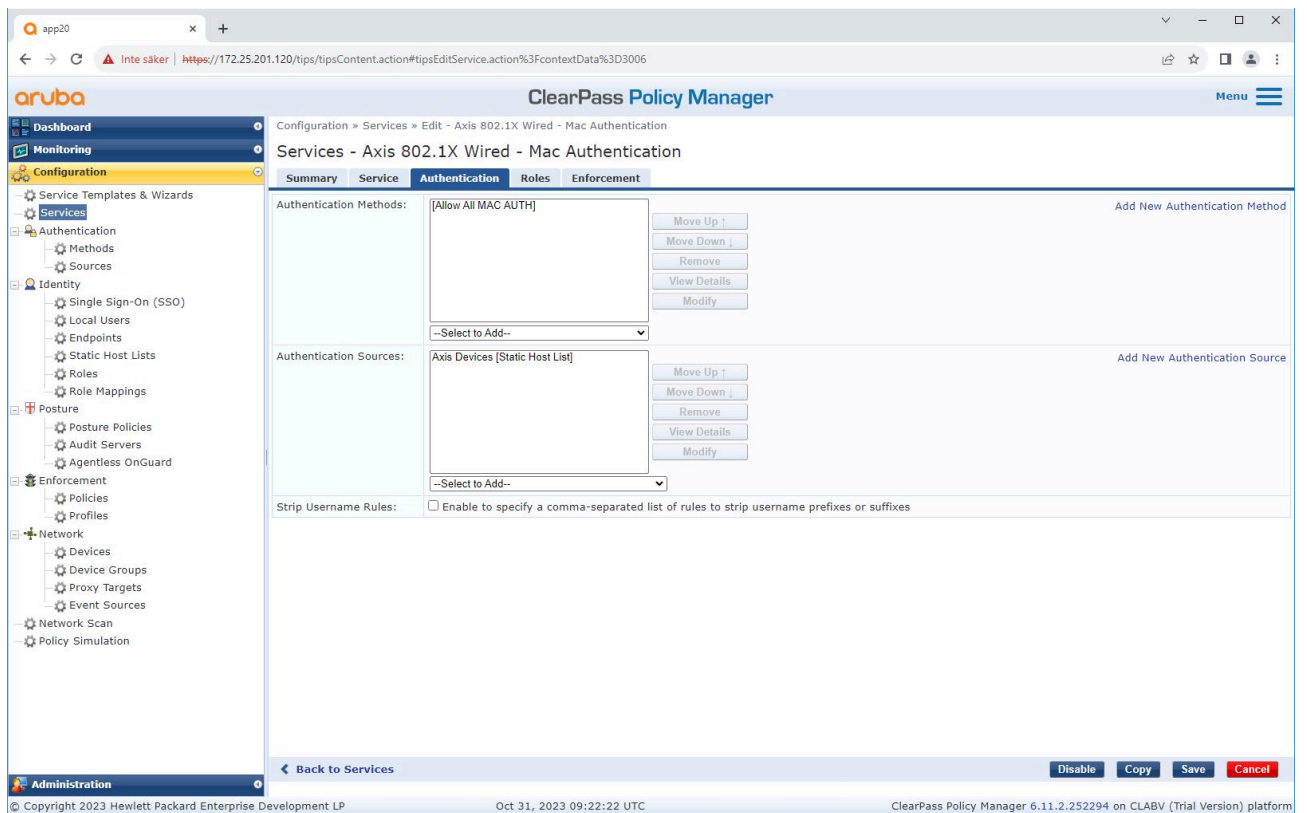 app20
Inte säker | https://172.25.201.120/tips/tipsContent.action#tipsEditService.action%3FcontextData%3D3006
aruba
ClearPass Policy Manager
Menu
Dashboard
Monitoring
Configuration
Service Templates & Wizards
Services
Authentication
Methods
Sources
Identity
Single Sign-On (SSO)
Local Users
Endpoints
Static Host Lists
Roles
Role Mappings
Posture
Posture Policies
Audit Servers
Agentless OnGuard
Enforcement
Policies
Profiles
Network
Devices
Device Groups
Proxy Targets
Event Sources
Network Scan
Policy Simulation
Administration
Configuration » Services » Edit - Axis 802.1X Wired - Mac Authentication
Services - Axis 802.1X Wired - Mac Authentication
Summary Service Authentication Roles Enforcement
Authentication Methods:
[Allow All MAC AUTH]
Move Up ↑
Move Down ↓
Remove
View Details
Modify
--Select to Add--
Add New Authentication Method
Authentication Sources:
Axis Devices [Static Host List]
Move Up ↑
Move Down ↓
Remove
View Details
Modify
--Select to Add--
Add New Authentication Source
Strip Username Rules:
Enable to specify a comma-separated list of rules to strip username prefixes or suffixes
Back to Services
Disable Copy Save Cancel
© Copyright 2023 Hewlett Packard Enterprise Development LP Oct 31, 2023 09:22:22 UTC ClearPass Policy Manager 6.11.2.252294 on CLABV (Trial Version) platform